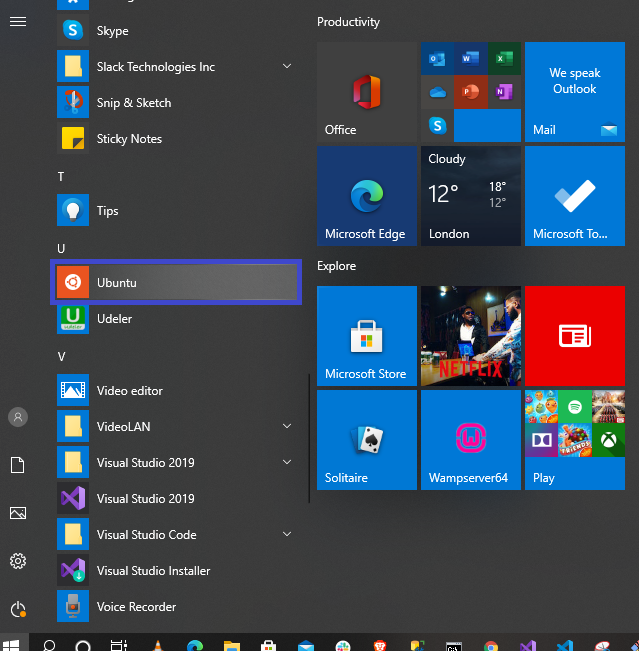 Skype
Slack Technologies Inc
Snip & Sketch
Sticky Notes
T
Tips
U
Ubuntu
Udeler
V
Video editor
VideoLAN
Visual Studio 2019
Visual Studio 2019
Visual Studio Code
Visual Studio Installer
Voice Recorder
Productivity
Office
We speak
Outlook
Mail
Microsoft Edge
Cloudy
12°
18°
12°
London
Microsoft To...
Explore
Microsoft Store
NETFLIX
Solitaire
Wampserver64
Play